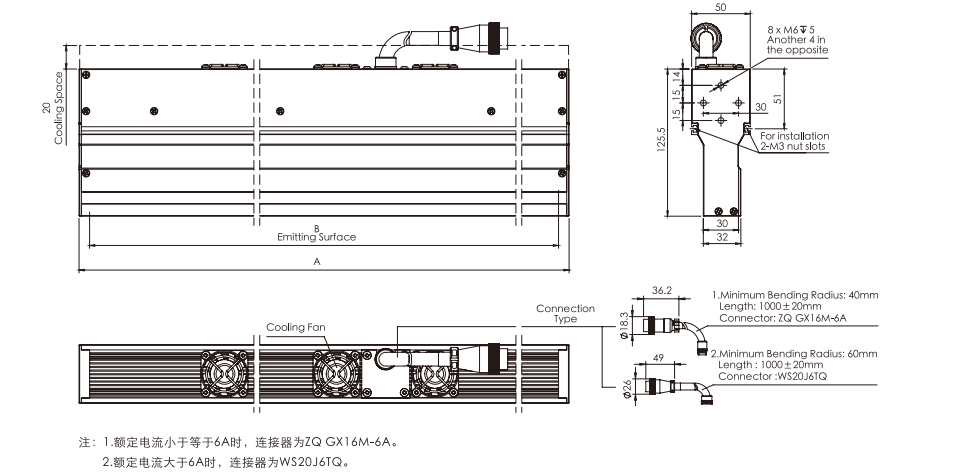 50
8 x M6↧5
Another 4 in
the opposite
20
Cooling Space
14
15
15
30
51
125.5
For installation
2-M3 nut slots
30
32
B
Emitting Surface
A
36.2
Φ18.3
1.Minimum Bending Radius: 40mm
Length: 1000±20mm
Connector: ZQ GX16M-6A
Connection
Type
Cooling Fan
49
Φ26
2.Minimum Bending Radius: 60mm
Length : 1000±20mm
Connector :WS20J6TQ
注：1.额定电流小于等于6A时，连接器为ZQ GX16M-6A。
2.额定电流大于6A时，连接器为WS20J6TQ。